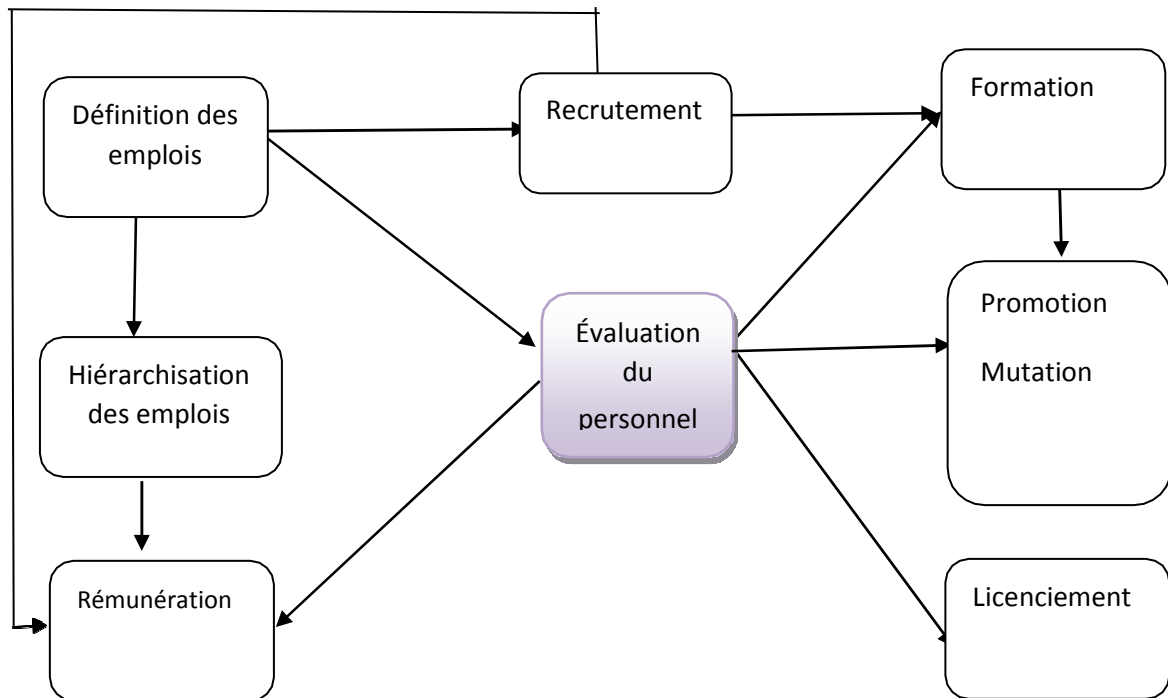 Définition des
emplois
Recrutement
Formation
Hiérarchisation
des emplois
Évaluation
du
personnel
Promotion
Mutation
Rémunération
Licenciement